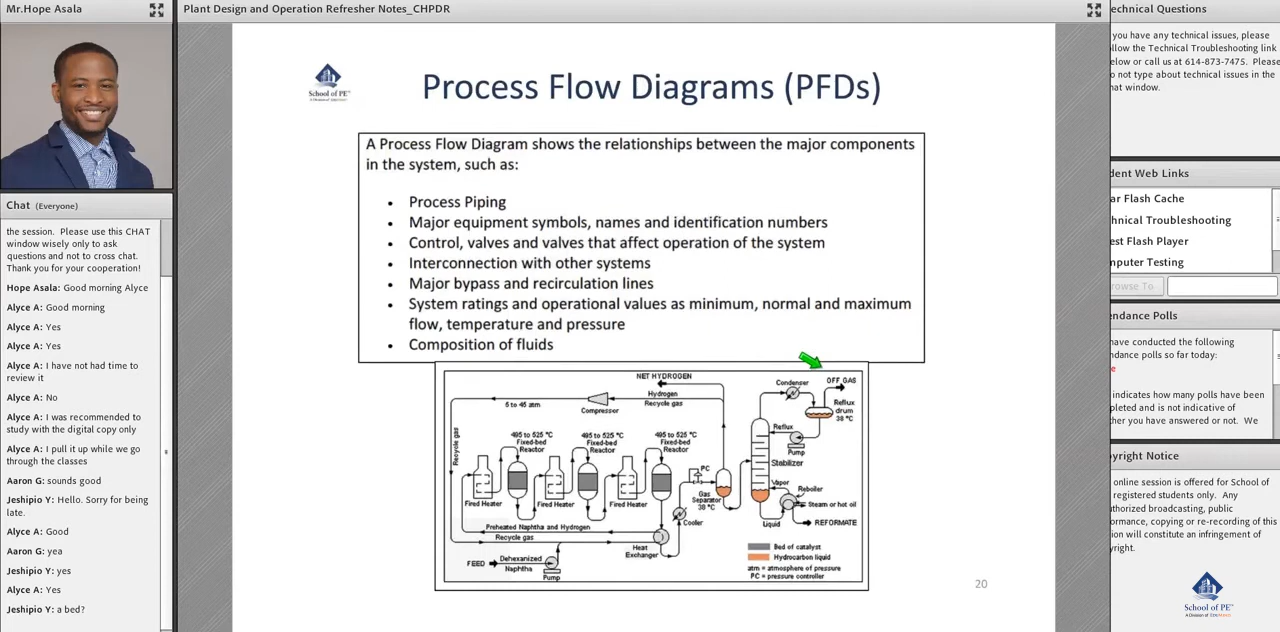 Mr.Hope Asala
Plant Design and Operation Refresher Notes_CHPDR
echnical Questions
you have any technical issues, please
llow the Technical Troubleshooting link
elow or call us at 614-873-7475. Please
o not type about technical issues in the
hat window.
School of PE
Process Flow Diagrams (PFDs)
A Process Flow Diagram shows the relationships between the major components
in the system, such as:
• Process Piping
• Major equipment symbols, names and identification numbers
• Control, valves and valves that affect operation of the system
• Interconnection with other systems
• Major bypass and recirculation lines
• System ratings and operational values as minimum, normal and maximum
flow, temperature and pressure
• Composition of fluids
NET HYDROGEN
Hydrogen
Recycle gas
5 to 45 atm
Compressor
Condenser
OFF GAS
Reflux
drum
38 °C
Reflux
Pump
Recycle gas
495 to 525 °C
Fixed-bed
Reactor
495 to 525 °C
Fixed-bed
Reactor
495 to 525 °C
Fixed-bed
Reactor
PC
Stabilizer
Fired Heater
Fired Heater
Fired Heater
Gas
Separator
38 °C
Vapor
Reboiler
Steam or hot oil
Cooler
Liquid
REFORMATE
Preheated Naphtha and Hydrogen
Recycle gas
Heat
Exchanger
FEED
Dehexanized
Naphtha
Pump
Bed of catalyst
Hydrocarbon liquid
atm = atmosphere of pressure
PC = pressure controller
20
Chat (Everyone)
the session. Please use this CHAT
window wisely only to ask
questions and not to cross chat.
Thank you for your cooperation!
Hope Asala: Good morning Alyce
Alyce A: Good morning
Alyce A: Yes
Alyce A: Yes
Alyce A: I have not had time to
review it
Alyce A: No
Alyce A: I was recommended to
study with the digital copy only
Alyce A: I pull it up while we go
through the classes
Aaron G: sounds good
Jeshipio Y: Hello. Sorry for being
late.
Alyce A: Good
Aaron G: yea
Jeshipio Y: yes
Alyce A: Yes
Jeshipio Y: a bed?
dent Web Links
ar Flash Cache
chnical Troubleshooting
est Flash Player
mputer Testing
rowse To
endance Polls
have conducted the following
ndance polls so far today:
e
indicates how many polls have been
pleted and is not indicative of
ther you have answered or not. We
pyright Notice
online session is offered for School of
registered students only. Any
uthorized broadcasting, public
ormance, copying or re-recording of this
ion will constitute an infringement of
yright.
School of PE